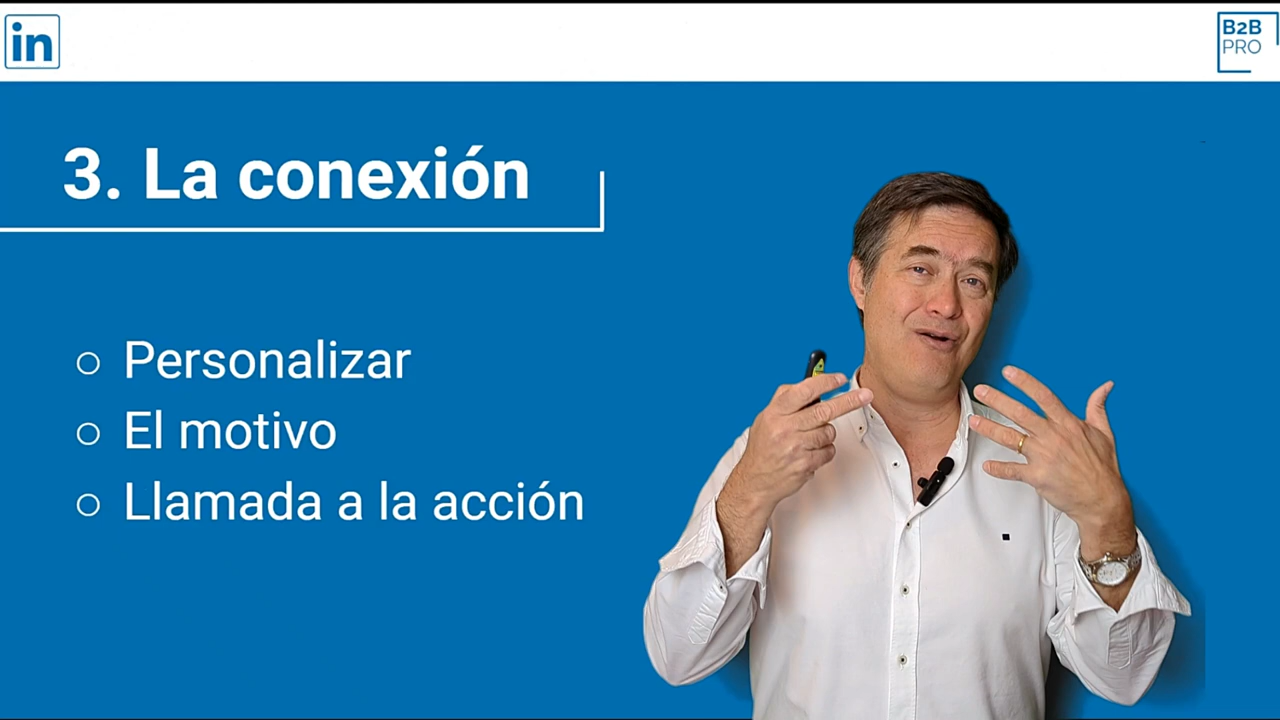 in
B2B
PRO
3. La conexión
Personalizar
El motivo
Llamada a la acción